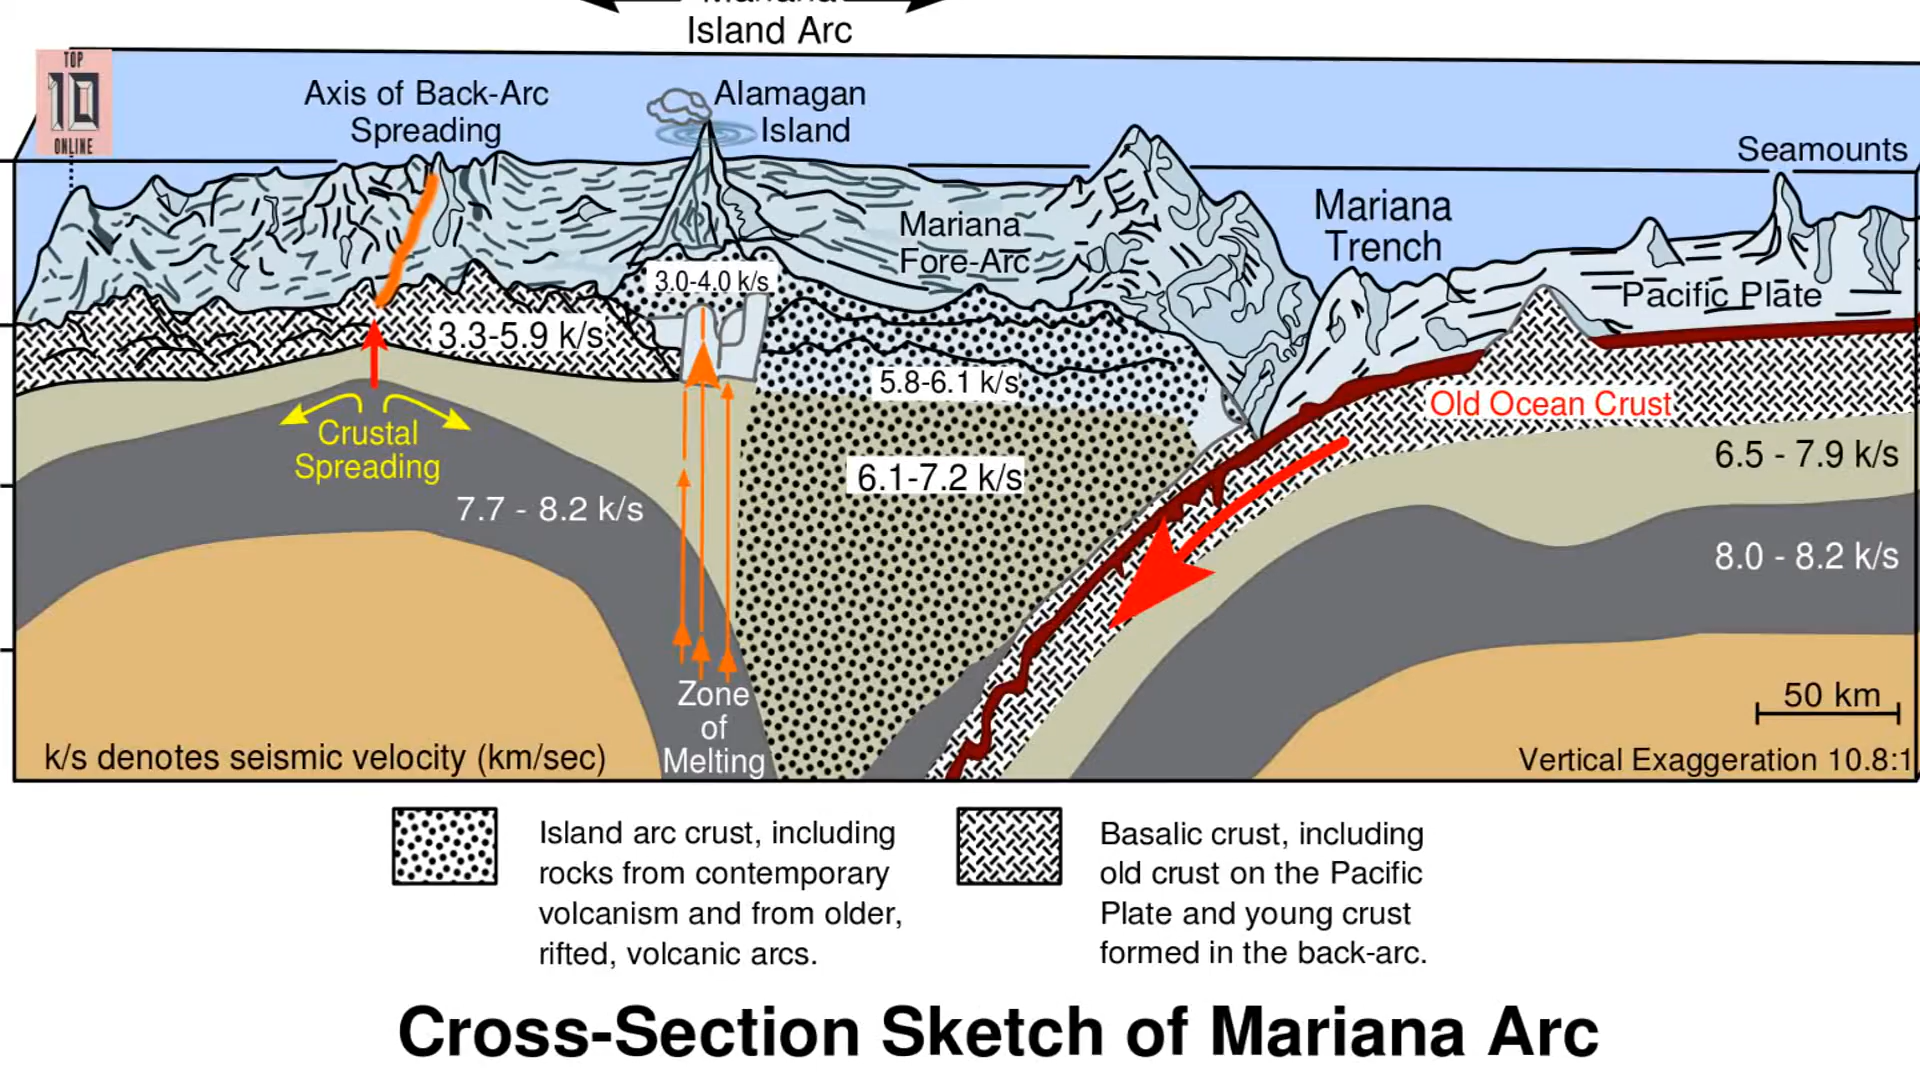 Mariana
Island Arc
TOP
10
ONLINE
Axis of Back-Arc
Spreading
Alamagan
Island
Seamounts
Mariana
Trench
Mariana
Fore-Arc
Pacific Plate
3.0-4.0 k/s
3.3-5.9 k/s
5.8-6.1 k/s
Old Ocean Crust
Crustal
Spreading
6.1-7.2 k/s
6.5 - 7.9 k/s
7.7 - 8.2 k/s
8.0 - 8.2 k/s
Zone
of
Melting
50 km
k/s denotes seismic velocity (km/sec)
Vertical Exaggeration 10.8:1
Island arc crust, including
rocks from contemporary
volcanism and from older,
rifted, volcanic arcs.
Basalic crust, including
old crust on the Pacific
Plate and young crust
formed in the back-arc.
Cross-Section Sketch of Mariana Arc